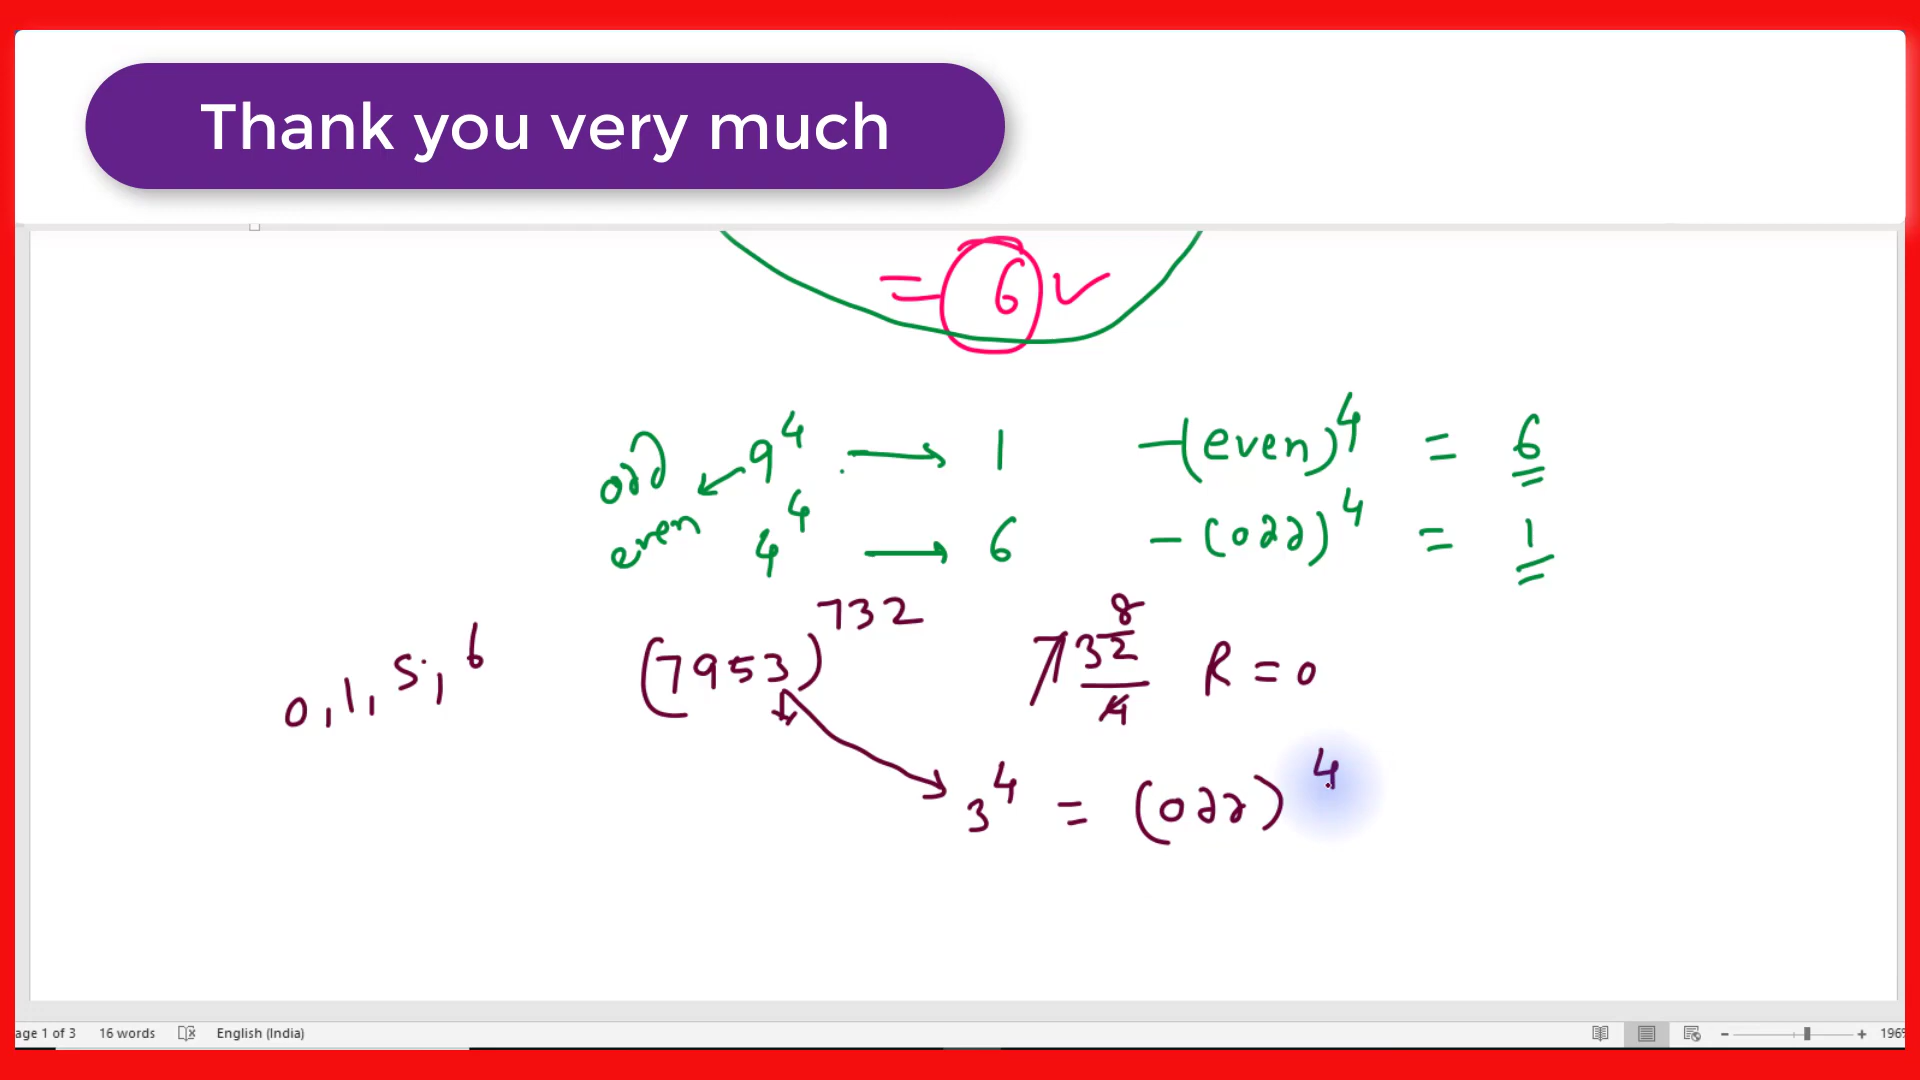 Thank you very much
= 6 ✓
odd ← 9^4 → 1 -(even)^4 = 6
even 4^4 → 6 -(odd)^4 = 1
0, 1, 5, 6 (7953)^732 732/4 8 R = 0
3^4 = (odd)^4
age 1 of 3 16 words English (India) 196